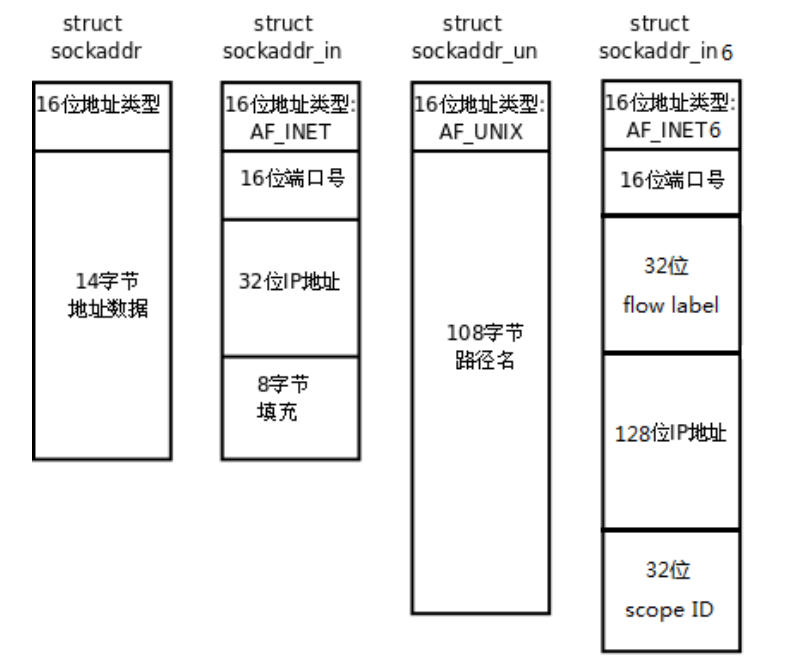 struct
sockaddr
16位地址类型
14字节
地址数据
struct
sockaddr_in
16位地址类型:
AF_INET
16位端口号
32位IP地址
8字节
填充
struct
sockaddr_un
16位地址类型:
AF_UNIX
108字节
路径名
struct
sockaddr_in6
16位地址类型:
AF_INET6
16位端口号
32位
flow label
128位IP地址
32位
scope ID